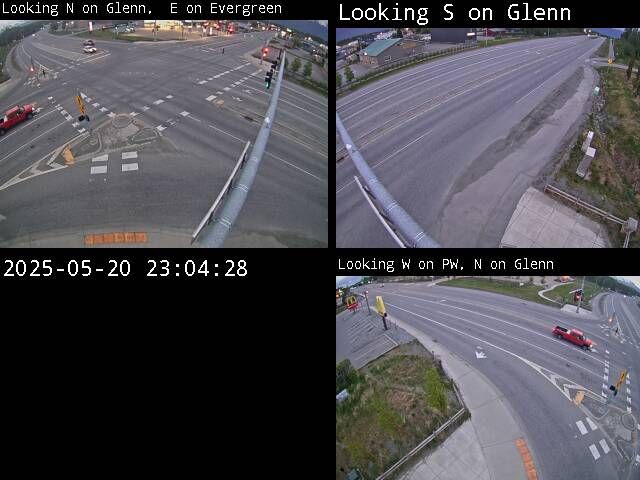 Looking N on Glenn,  E on Evergreen
Looking S on Glenn
2025-05-20 23:04:28
Looking W on PW, N on Glenn